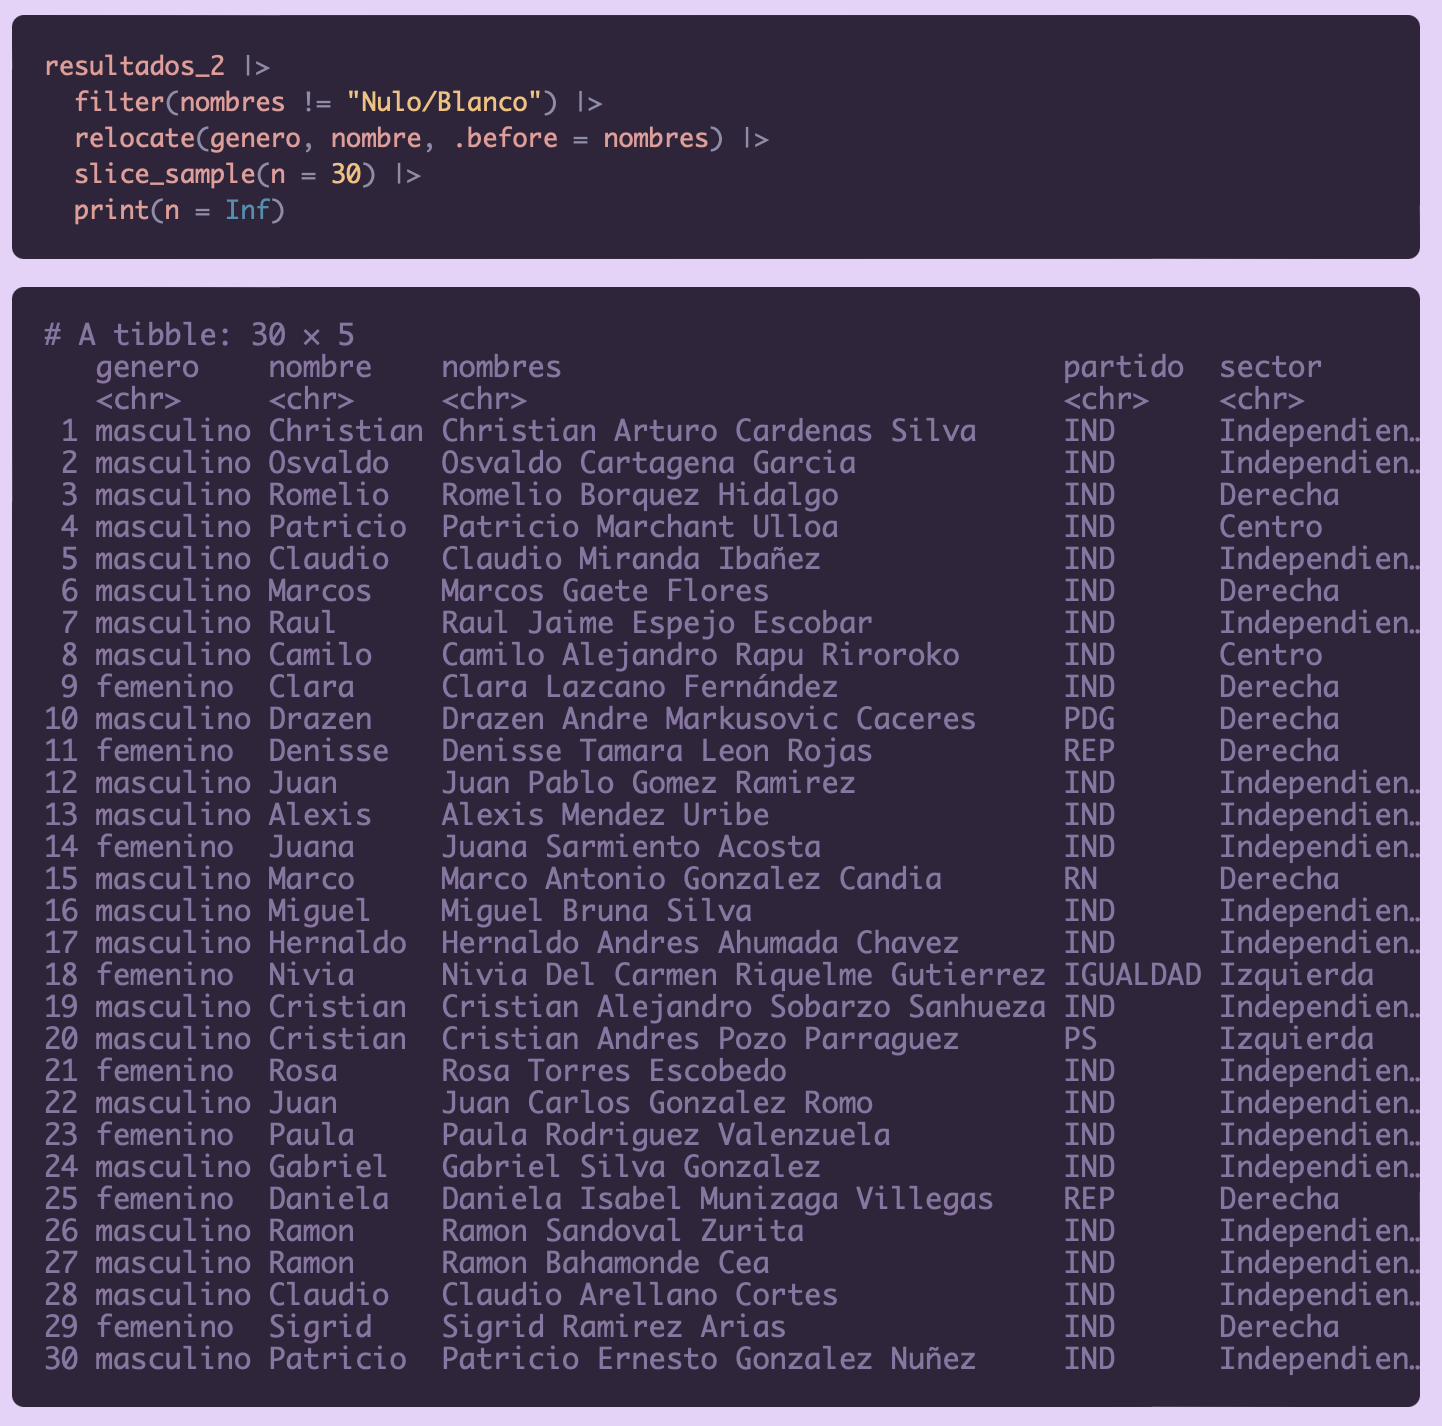 resultados_2 |>
  filter(nombres != "Nulo/Blanco") |>
  relocate(genero, nombre, .before = nombres) |>
  slice_sample(n = 30) |>
  print(n = Inf)
# A tibble: 30 × 5
   genero    nombre    nombres                             partido  sector
   <chr>     <chr>     <chr>                               <chr>    <chr>
 1 masculino Christian Christian Arturo Cardenas Silva     IND      Independien…
 2 masculino Osvaldo   Osvaldo Cartagena Garcia            IND      Independien…
 3 masculino Romelio   Romelio Borquez Hidalgo             IND      Derecha
 4 masculino Patricio  Patricio Marchant Ulloa             IND      Centro
 5 masculino Claudio   Claudio Miranda Ibañez              IND      Independien…
 6 masculino Marcos    Marcos Gaete Flores                 IND      Derecha
 7 masculino Raul      Raul Jaime Espejo Escobar           IND      Independien…
 8 masculino Camilo    Camilo Alejandro Rapu Riroroko      IND      Centro
 9 femenino  Clara     Clara Lazcano Fernández             IND      Derecha
10 masculino Drazen    Drazen Andre Markusovic Caceres     PDG      Derecha
11 femenino  Denisse   Denisse Tamara Leon Rojas           REP      Derecha
12 masculino Juan      Juan Pablo Gomez Ramirez            IND      Independien…
13 masculino Alexis    Alexis Mendez Uribe                 IND      Independien…
14 femenino  Juana     Juana Sarmiento Acosta              IND      Independien…
15 masculino Marco     Marco Antonio Gonzalez Candia       RN       Derecha
16 masculino Miguel    Miguel Bruna Silva                  IND      Independien…
17 masculino Hernaldo  Hernaldo Andres Ahumada Chavez      IND      Independien…
18 femenino  Nivia     Nivia Del Carmen Riquelme Gutierrez IGUALDAD Izquierda
19 masculino Cristian  Cristian Alejandro Sobarzo Sanhueza IND      Independien…
20 masculino Cristian  Cristian Andres Pozo Parraguez      PS       Izquierda
21 femenino  Rosa      Rosa Torres Escobedo                IND      Independien…
22 masculino Juan      Juan Carlos Gonzalez Romo           IND      Independien…
23 femenino  Paula     Paula Rodriguez Valenzuela          IND      Independien…
24 masculino Gabriel   Gabriel Silva Gonzalez              IND      Independien…
25 femenino  Daniela   Daniela Isabel Munizaga Villegas    REP      Derecha
26 masculino Ramon     Ramon Sandoval Zurita               IND      Independien…
27 masculino Ramon     Ramon Bahamonde Cea                 IND      Independien…
28 masculino Claudio   Claudio Arellano Cortes             IND      Independien…
29 femenino  Sigrid    Sigrid Ramirez Arias                IND      Derecha
30 masculino Patricio  Patricio Ernesto Gonzalez Nuñez     IND      Independien…